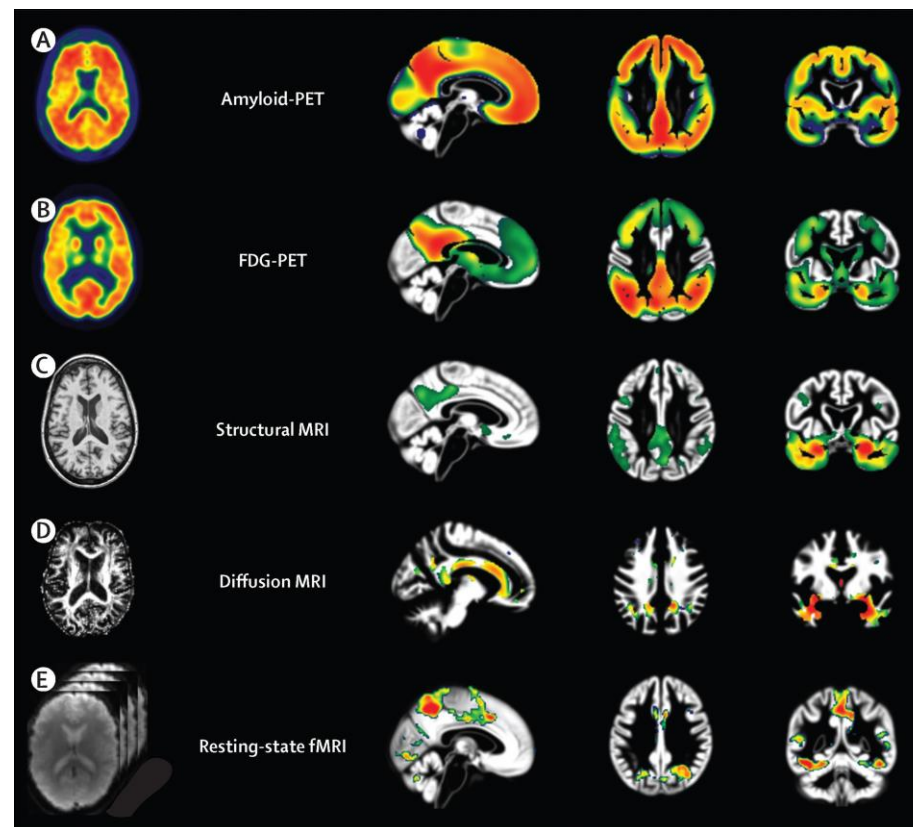 A
Amyloid-PET
B
FDG-PET
C
Structural MRI
D
Diffusion MRI
E
Resting-state fMRI